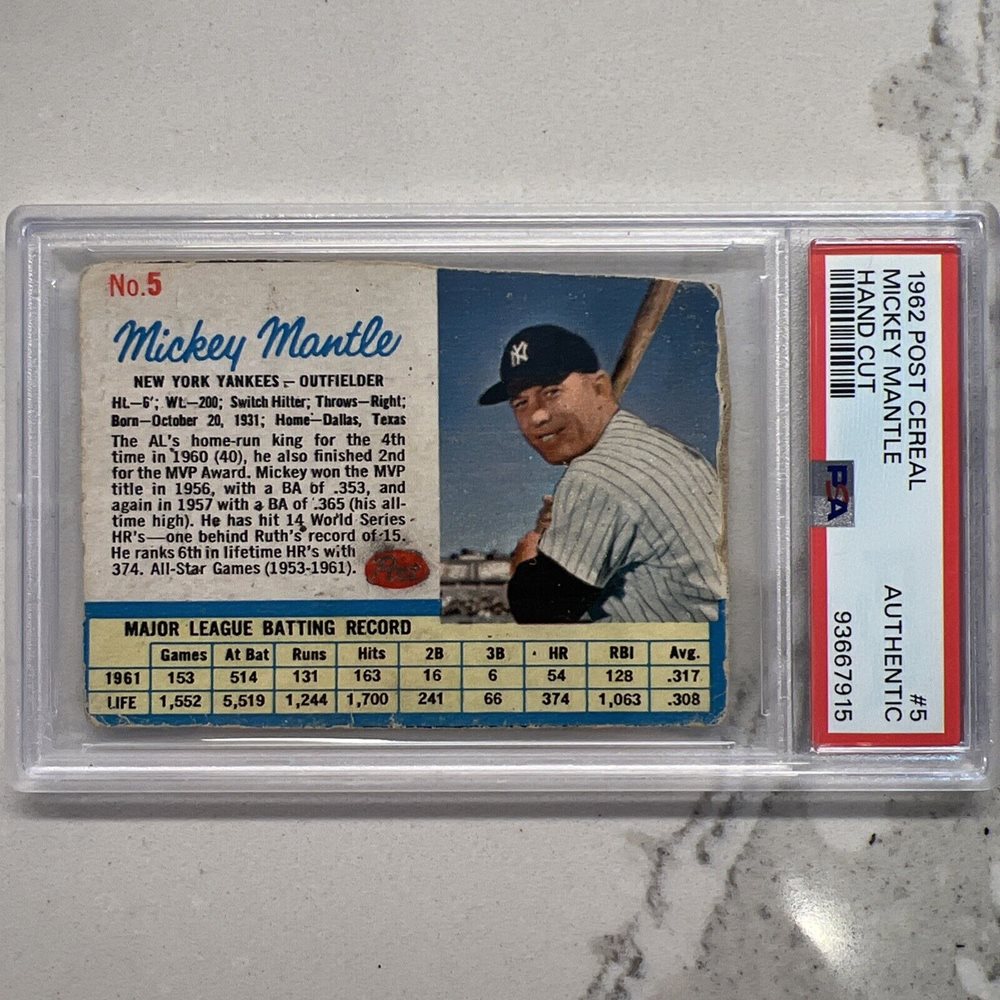 No.5
Mickey Mantle
NEW YORK YANKEES – OUTFIELDER
Ht.—6'; Wt.—200; Switch Hitter; Throws—Right;
Born—October 20, 1931; Home—Dallas, Texas
The AL's home-run king for the 4th
time in 1960 (40), he also finished 2nd
for the MVP Award. Mickey won the MVP
title in 1956, with a BA of .353, and
again in 1957 with a BA of .365 (his all-
time high). He has hit 14 World Series
HR's—one behind Ruth's record of 15.
He ranks 6th in lifetime HR's with
374. All-Star Games (1953-1961).
Post
NY
MAJOR LEAGUE BATTING RECORD
Games At Bat Runs Hits 2B 3B HR RBI Avg.
1961 153 514 131 163 16 6 54 128 .317
LIFE 1,552 5,519 1,244 1,700 241 66 374 1,063 .308
1962 POST CEREAL #5
MICKEY MANTLE AUTHENTIC
HAND CUT
93667915
PSA